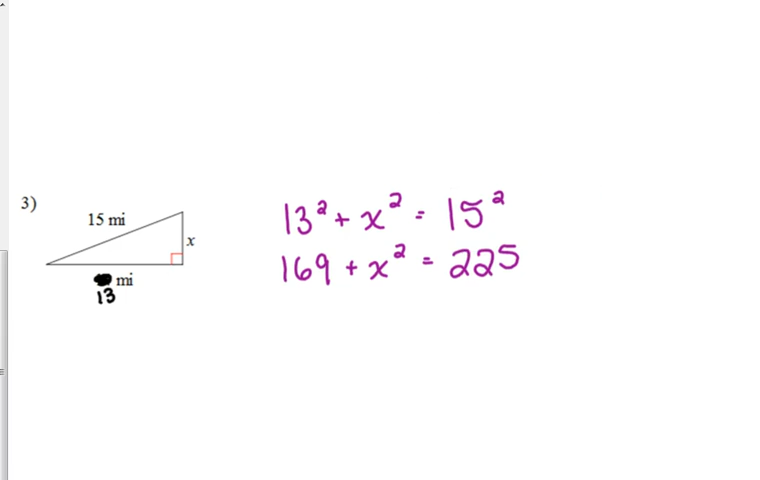 3)
15 mi
x
mi
13
13² + x² = 15²
169 + x² = 225